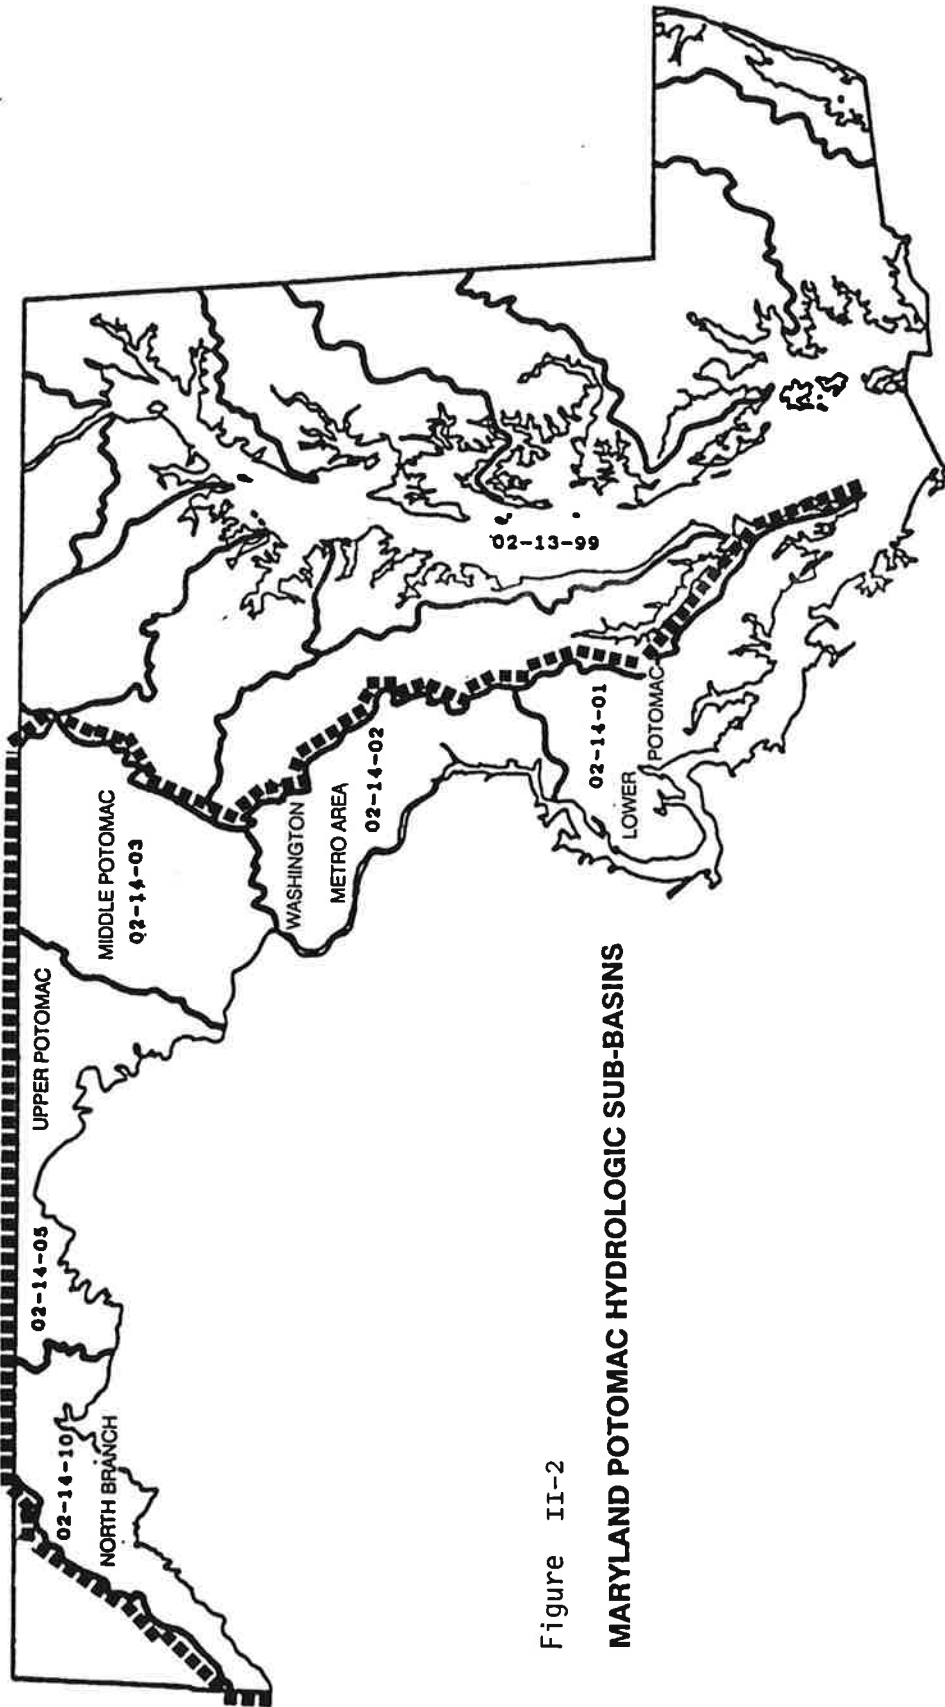 UPPER POTOMAC
02-14-05
02-14-10
NORTH BRANCH
MIDDLE POTOMAC
02-14-03
WASHINGTON
METRO AREA
02-14-02
02-13-99
02-14-01
LOWER POTOMAC
Figure II-2
MARYLAND POTOMAC HYDROLOGIC SUB-BASINS